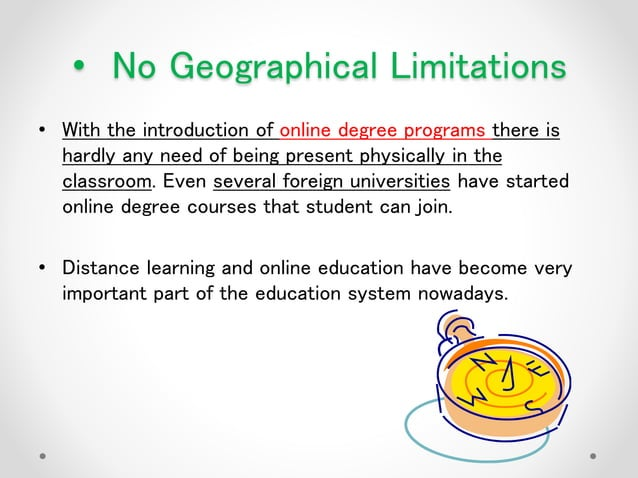 • No Geographical Limitations
• With the introduction of online degree programs there is
hardly any need of being present physically in the
classroom. Even several foreign universities have started
online degree courses that student can join.
• Distance learning and online education have become very
important part of the education system nowadays.
N
E
W
S